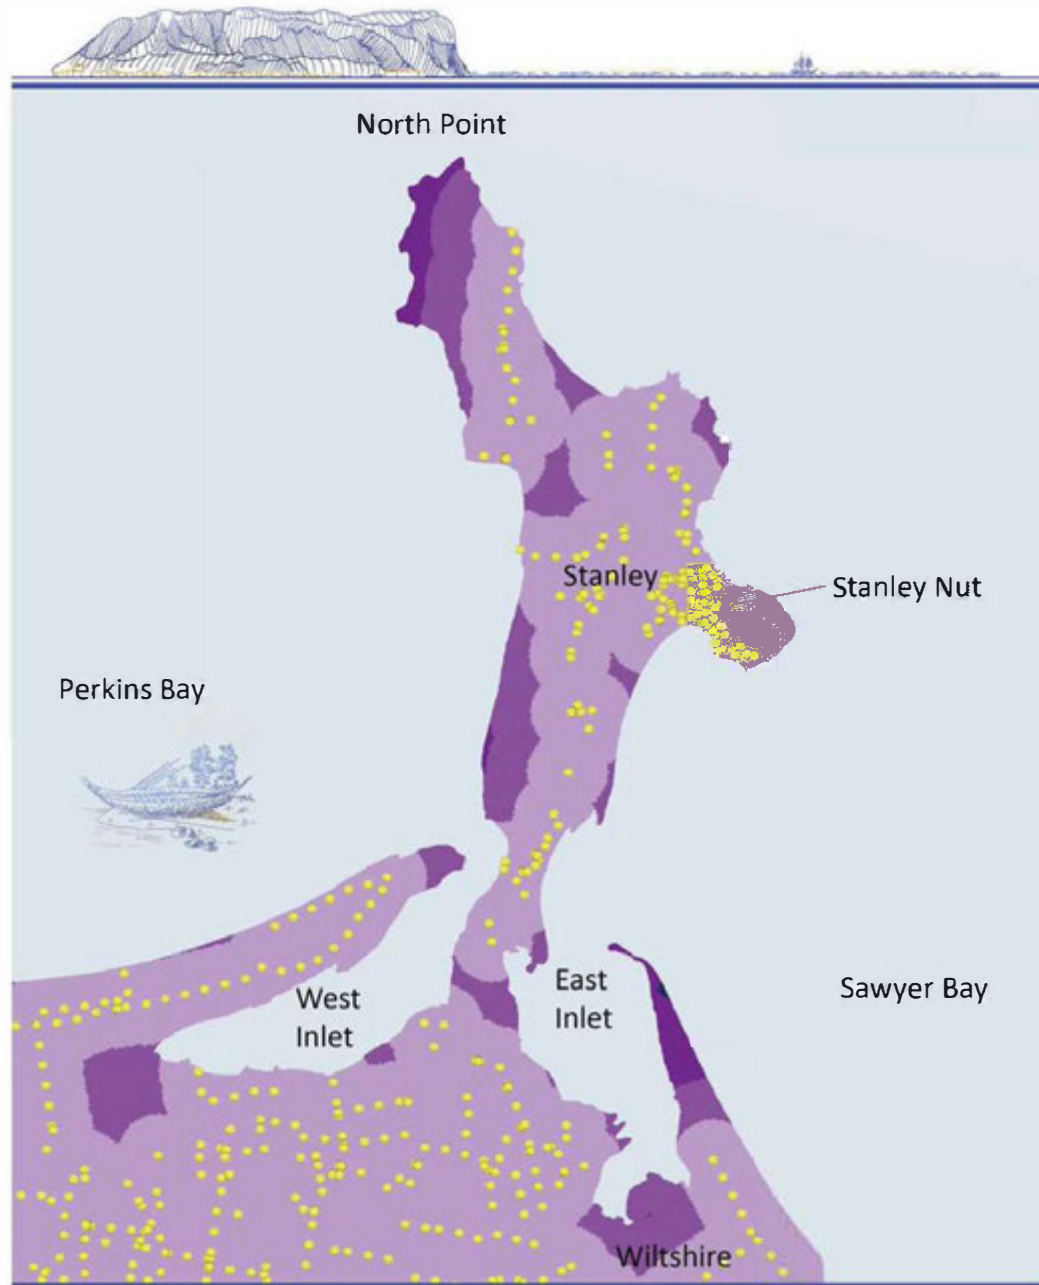 North Point
Stanley
Stanley Nut
Perkins Bay
West
Inlet
East
Inlet
Sawyer Bay
Wiltshire